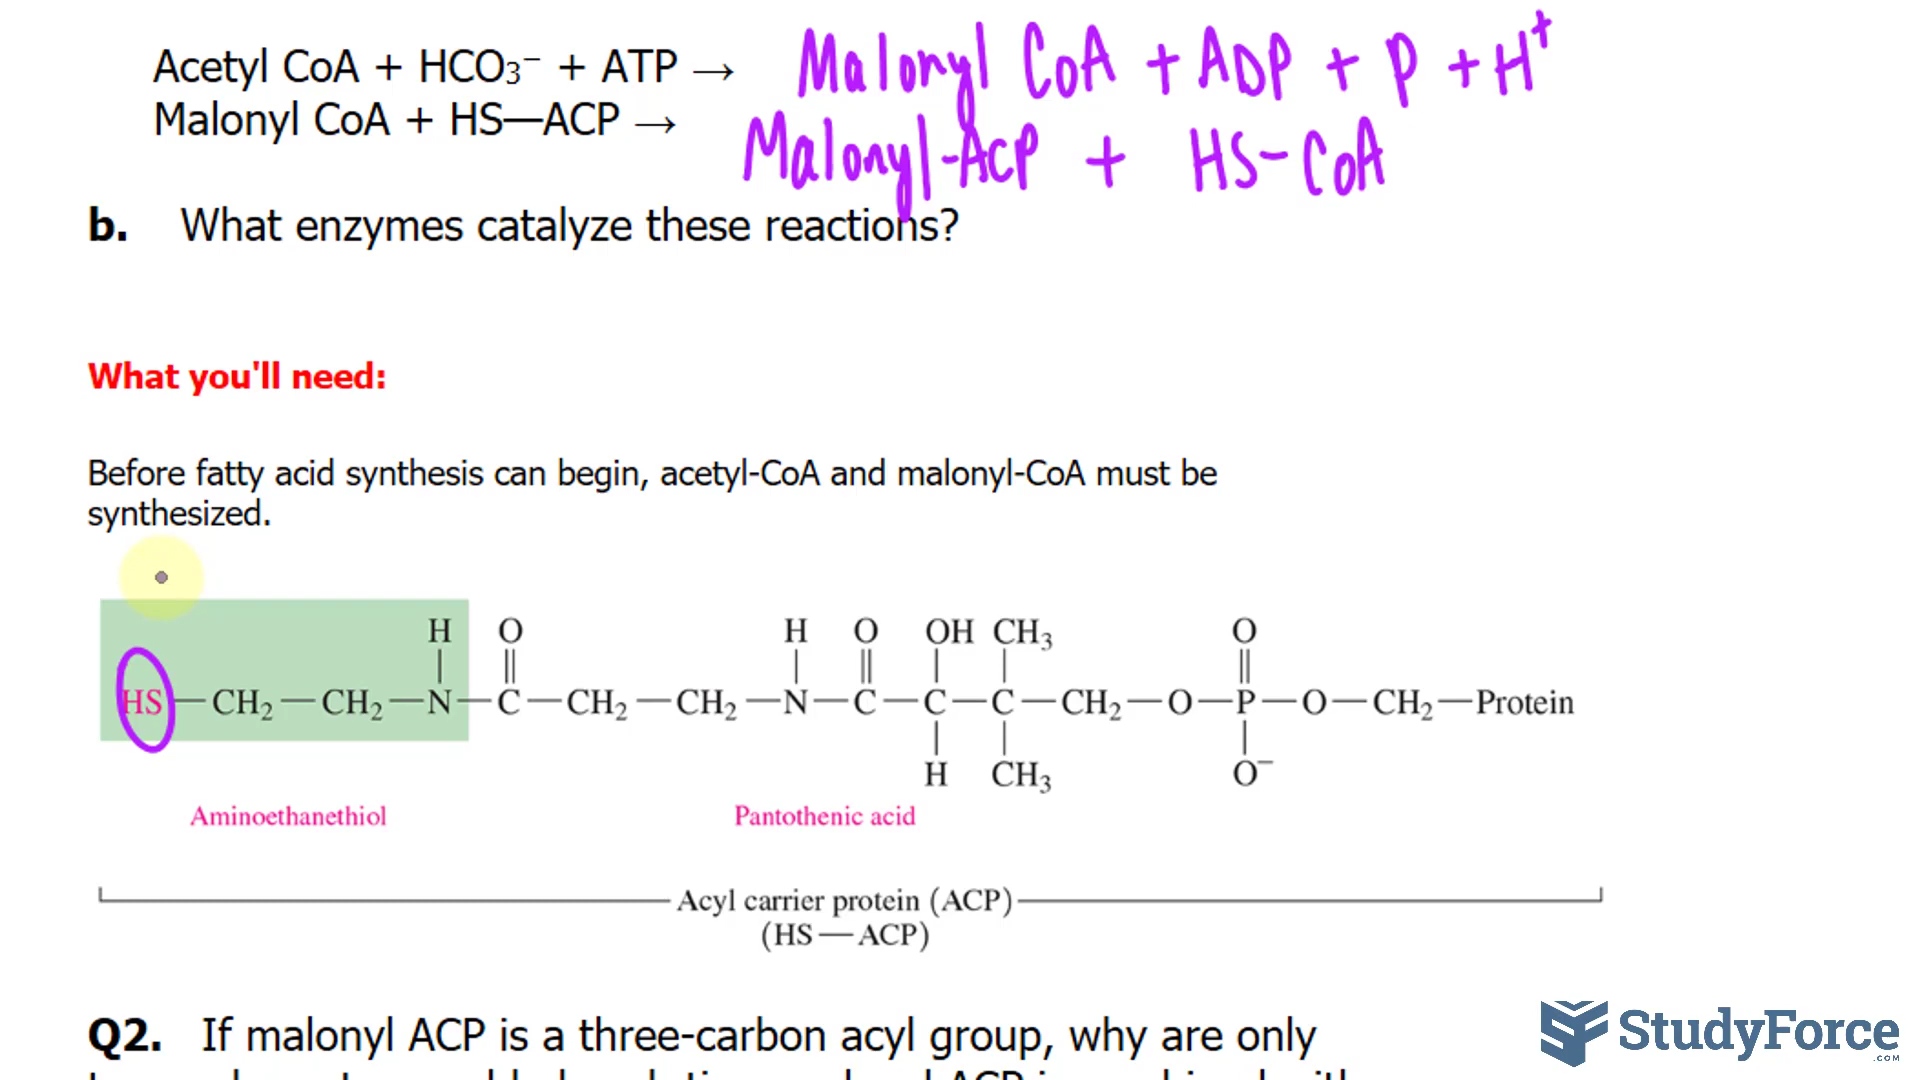 Acetyl CoA + HCO₃⁻ + ATP → Malonyl CoA + ADP + P + H⁺
Malonyl CoA + HS—ACP → Malonyl-ACP + HS-CoA
b. What enzymes catalyze these reactions?
What you'll need:
Before fatty acid synthesis can begin, acetyl-CoA and malonyl-CoA must be
synthesized.
H O H O OH CH₃ O
HS—CH₂—CH₂—N—C—CH₂—CH₂—N—C—C—C—CH₂—O—P—O—CH₂—Protein
H CH₃ O⁻
Aminoethanethiol Pantothenic acid
Acyl carrier protein (ACP)
(HS—ACP)
Q2. If malonyl ACP is a three-carbon acyl group, why are only
StudyForce
.COM